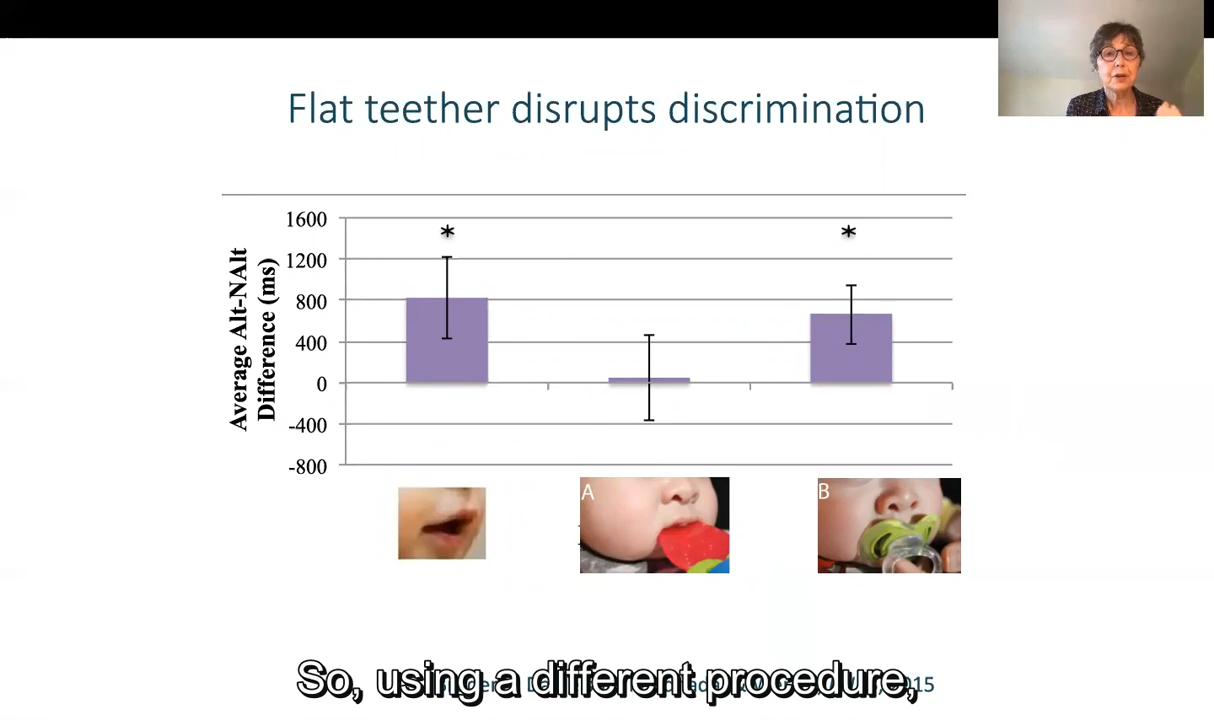 Flat teether disrupts discrimination
Average Alt-NAlt
Difference (ms)
1600
*
*
1200
800
400
0
-400
-800
A
B
So, using a different procedure,